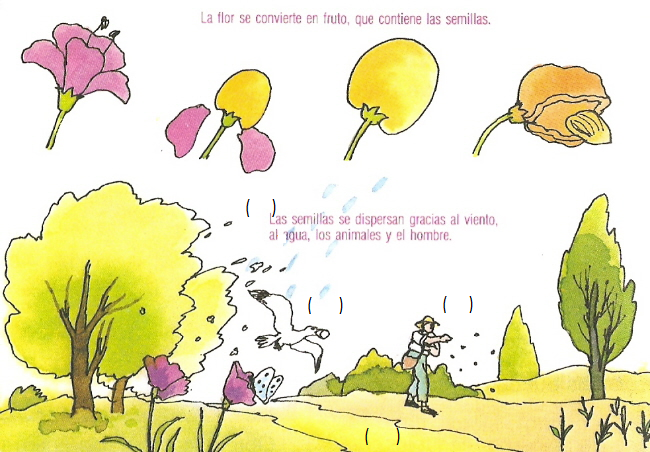 La flor se convierte en fruto, que contiene las semillas.
( )
Las semillas se dispersan gracias al viento,
al agua, los animales y el hombre.
( ) ( )
( )